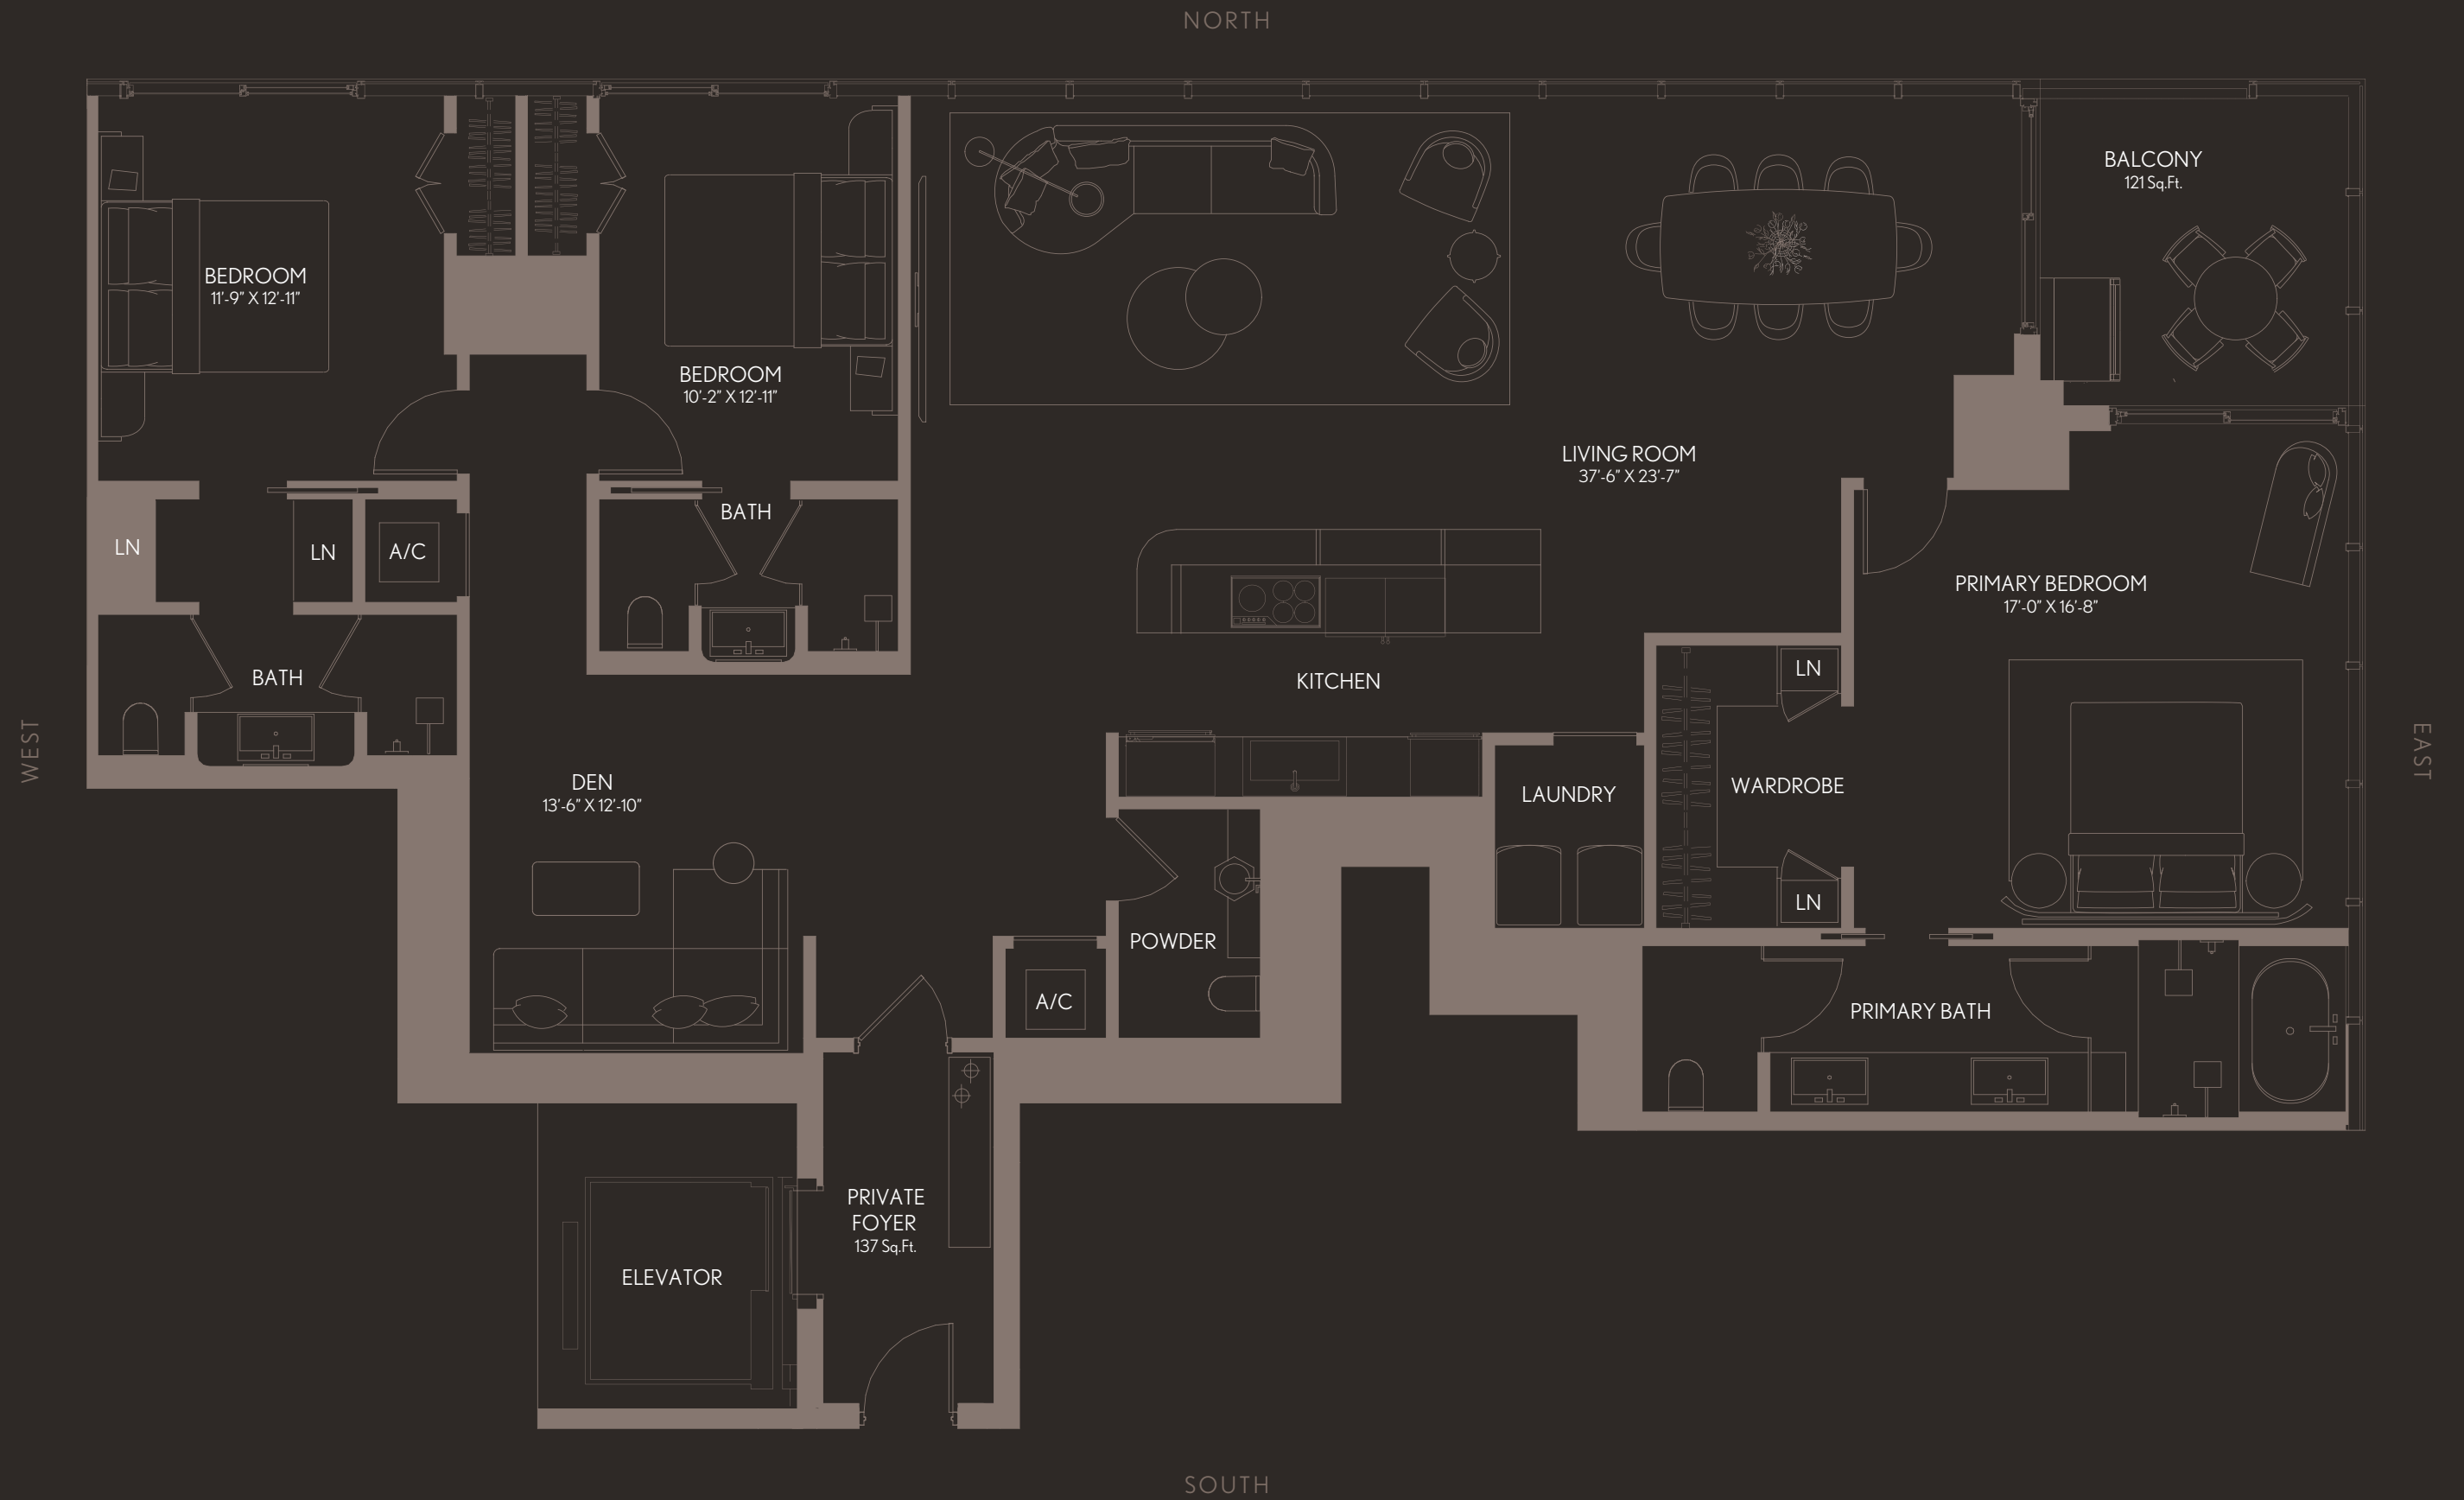 NORTH
BALCONY
121 Sq.Ft.
BEDROOM
11'-9" X 12'-11"
BEDROOM
10'-2" X 12'-11"
LIVING ROOM
37'-6" X 23'-7"
BATH
LN
LN
A/C
PRIMARY BEDROOM
17'-0" X 16'-8"
BATH
KITCHEN
LN
WEST
EAST
DEN
13'-6" X 12'-10"
LAUNDRY
WARDROBE
LN
POWDER
A/C
PRIMARY BATH
PRIVATE
FOYER
137 Sq.Ft.
ELEVATOR
SOUTH